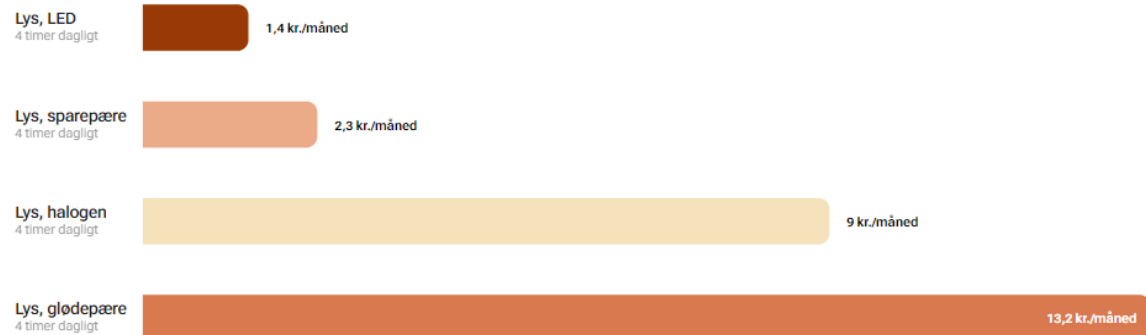 Lys, LED
4 timer dagligt
1,4 kr./måned
Lys, sparepære
4 timer dagligt
2,3 kr./måned
Lys, halogen
4 timer dagligt
9 kr./måned
Lys, glødepære
4 timer dagligt
13,2 kr./måned